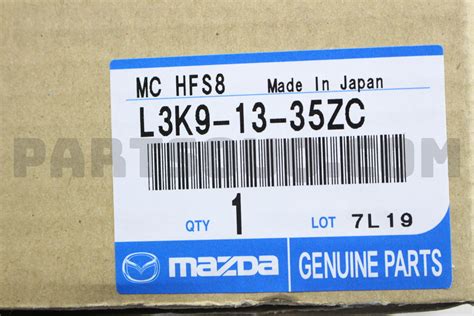 MC HFS8 Made In Japan
L3K9-13-35ZC
QTY 1 LOT 7L19
mazda GENUINE PARTS